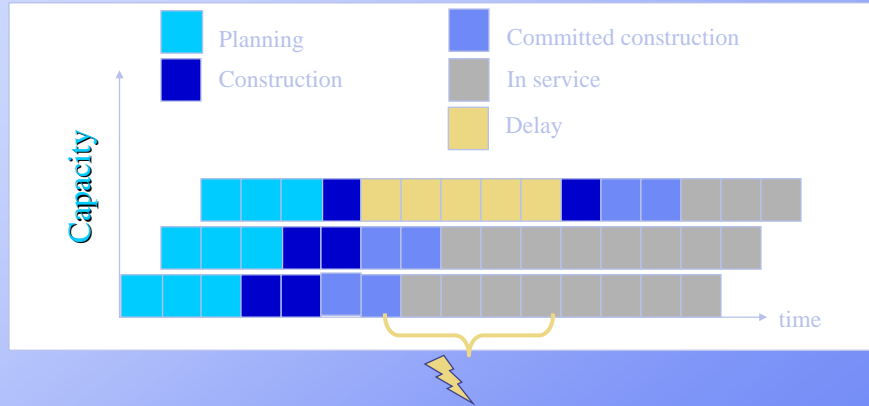 Planning
Committed construction
Construction
In service
Delay
Capacity
time